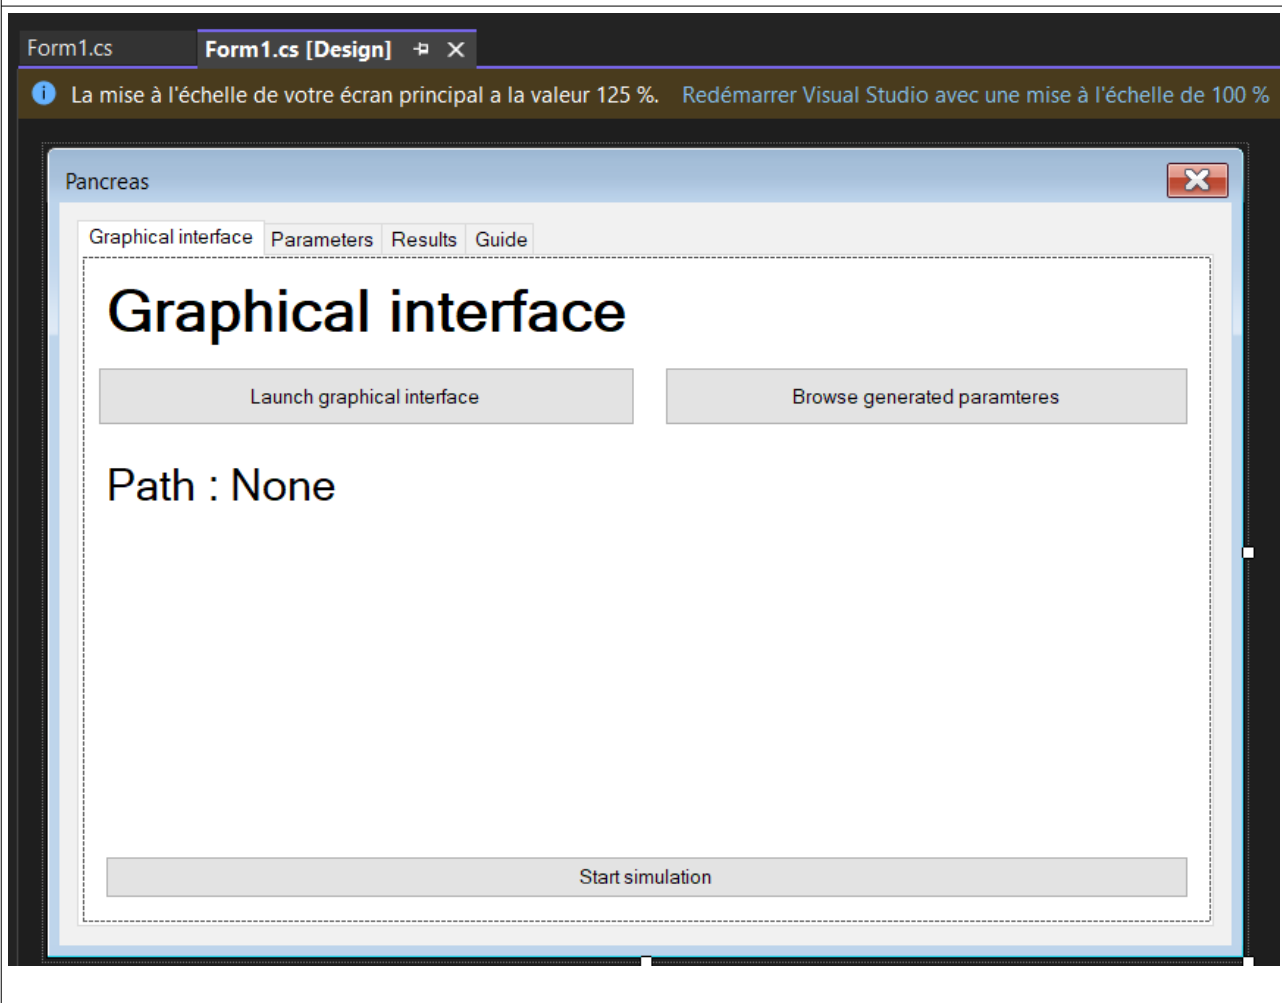 Form1.cs Form1.cs [Design]
La mise à l'échelle de votre écran principal a la valeur 125 %. Redémarrer Visual Studio avec une mise à l'échelle de 100 %
Pancreas
Graphical interface Parameters Results Guide
Graphical interface
Launch graphical interface Browse generated paramteres
Path : None
Start simulation